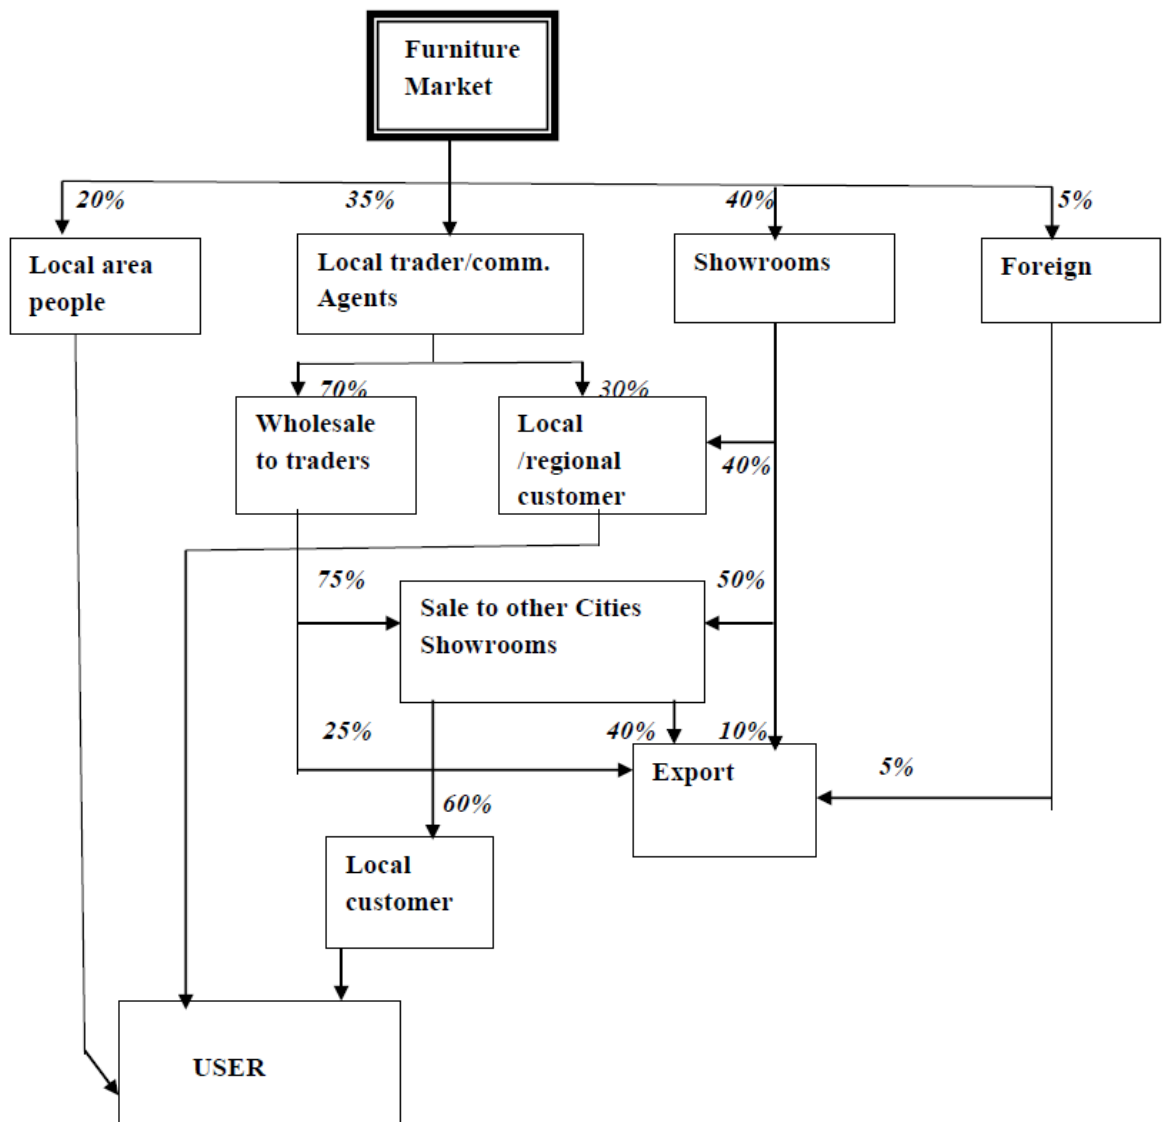 Furniture
Market
20%
35%
40%
5%
Local area
people
Local trader/comm.
Agents
Showrooms
Foreign
70%
30%
Wholesale
to traders
Local
/regional
customer
40%
75%
50%
Sale to other Cities
Showrooms
25%
40%
10%
Export
5%
60%
Local
customer
USER